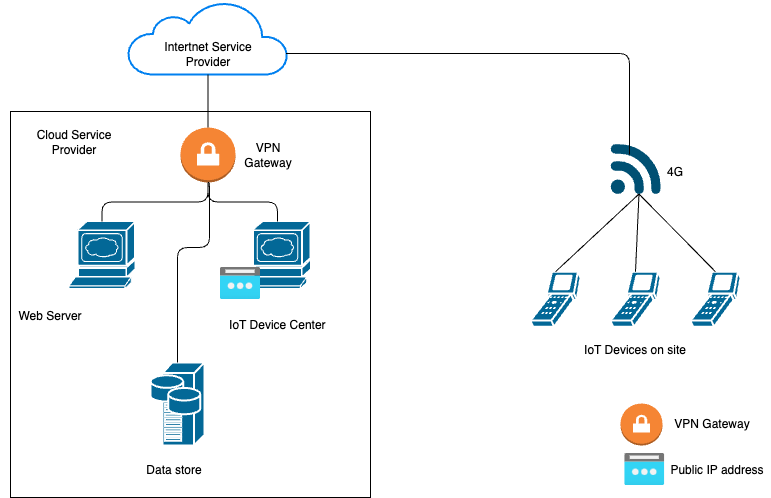 Internet Service
Provider
Cloud Service
Provider
VPN
Gateway
4G
Web Server
IoT Device Center
IoT Devices on site
Data store
VPN Gateway
Public IP address